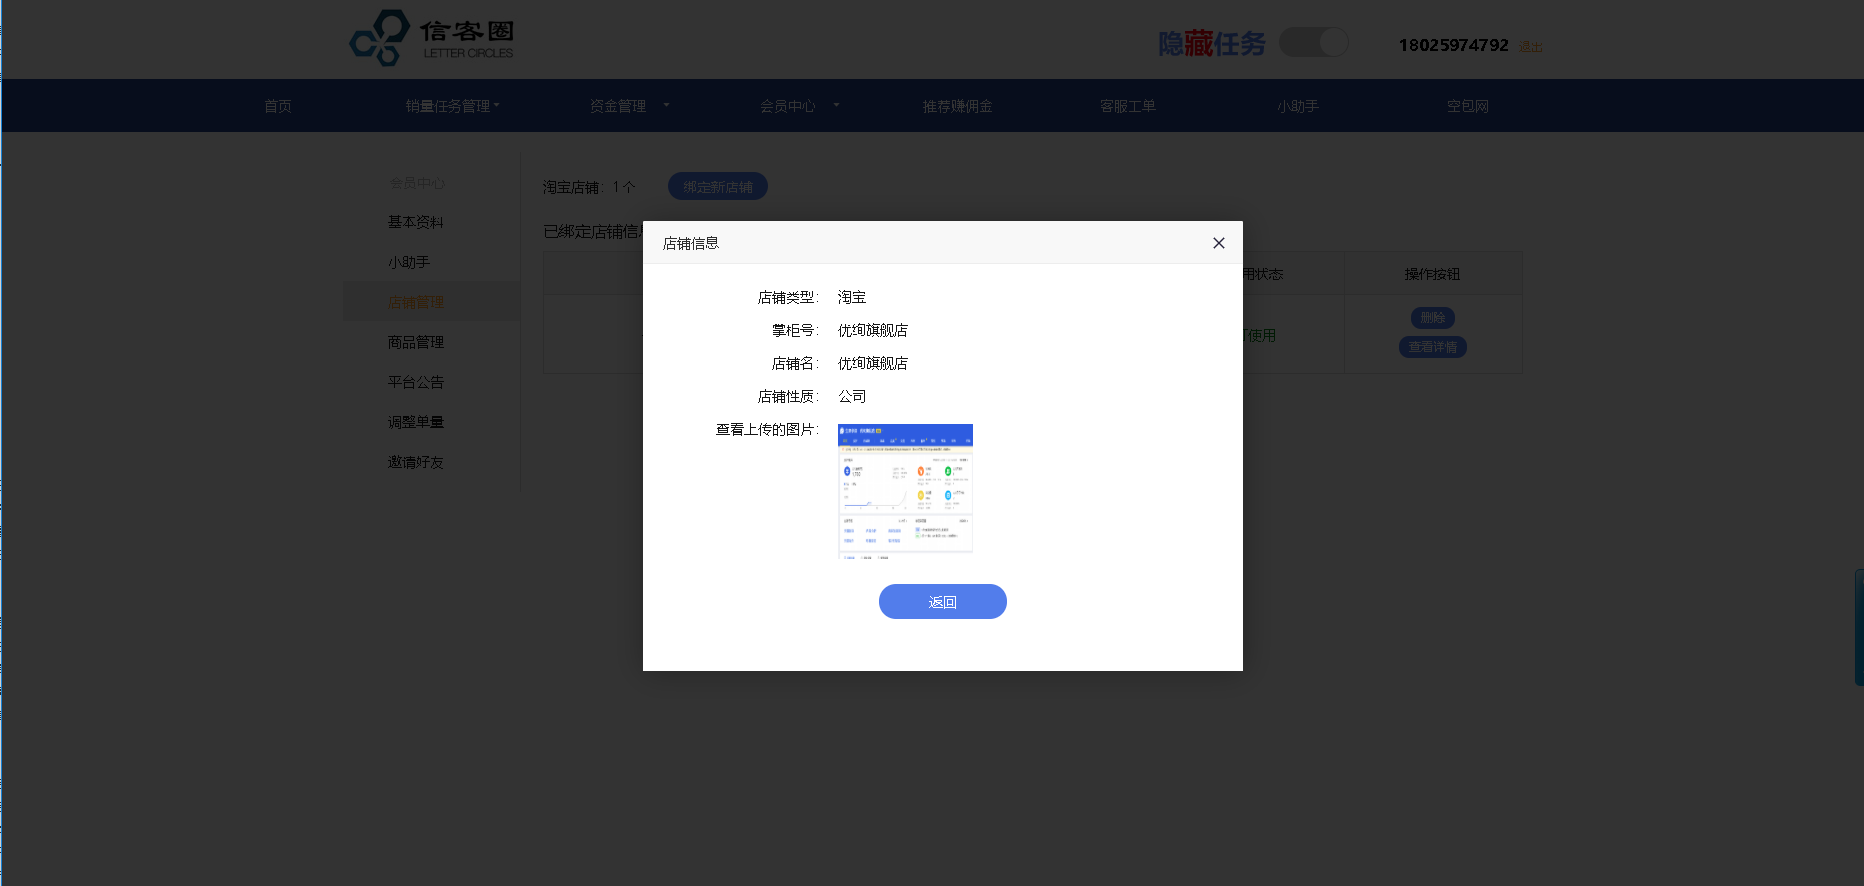 信客圈
LETTER CIRCLES
隐藏任务
18025974792 退出
首页 销量任务管理 资金管理 会员中心 推荐赚佣金 客服工单 小助手 空包网
会员中心
基本资料
小助手
店铺管理
商品管理
平台公告
调整单量
邀请好友
淘宝店铺：1个 绑定新店铺
已绑定店铺信
用状态 操作按钮
可使用
删除
查看详情
店铺信息
店铺类型： 淘宝
掌柜号： 优绚旗舰店
店铺名： 优绚旗舰店
店铺性质： 公司
查看上传的图片：
返回